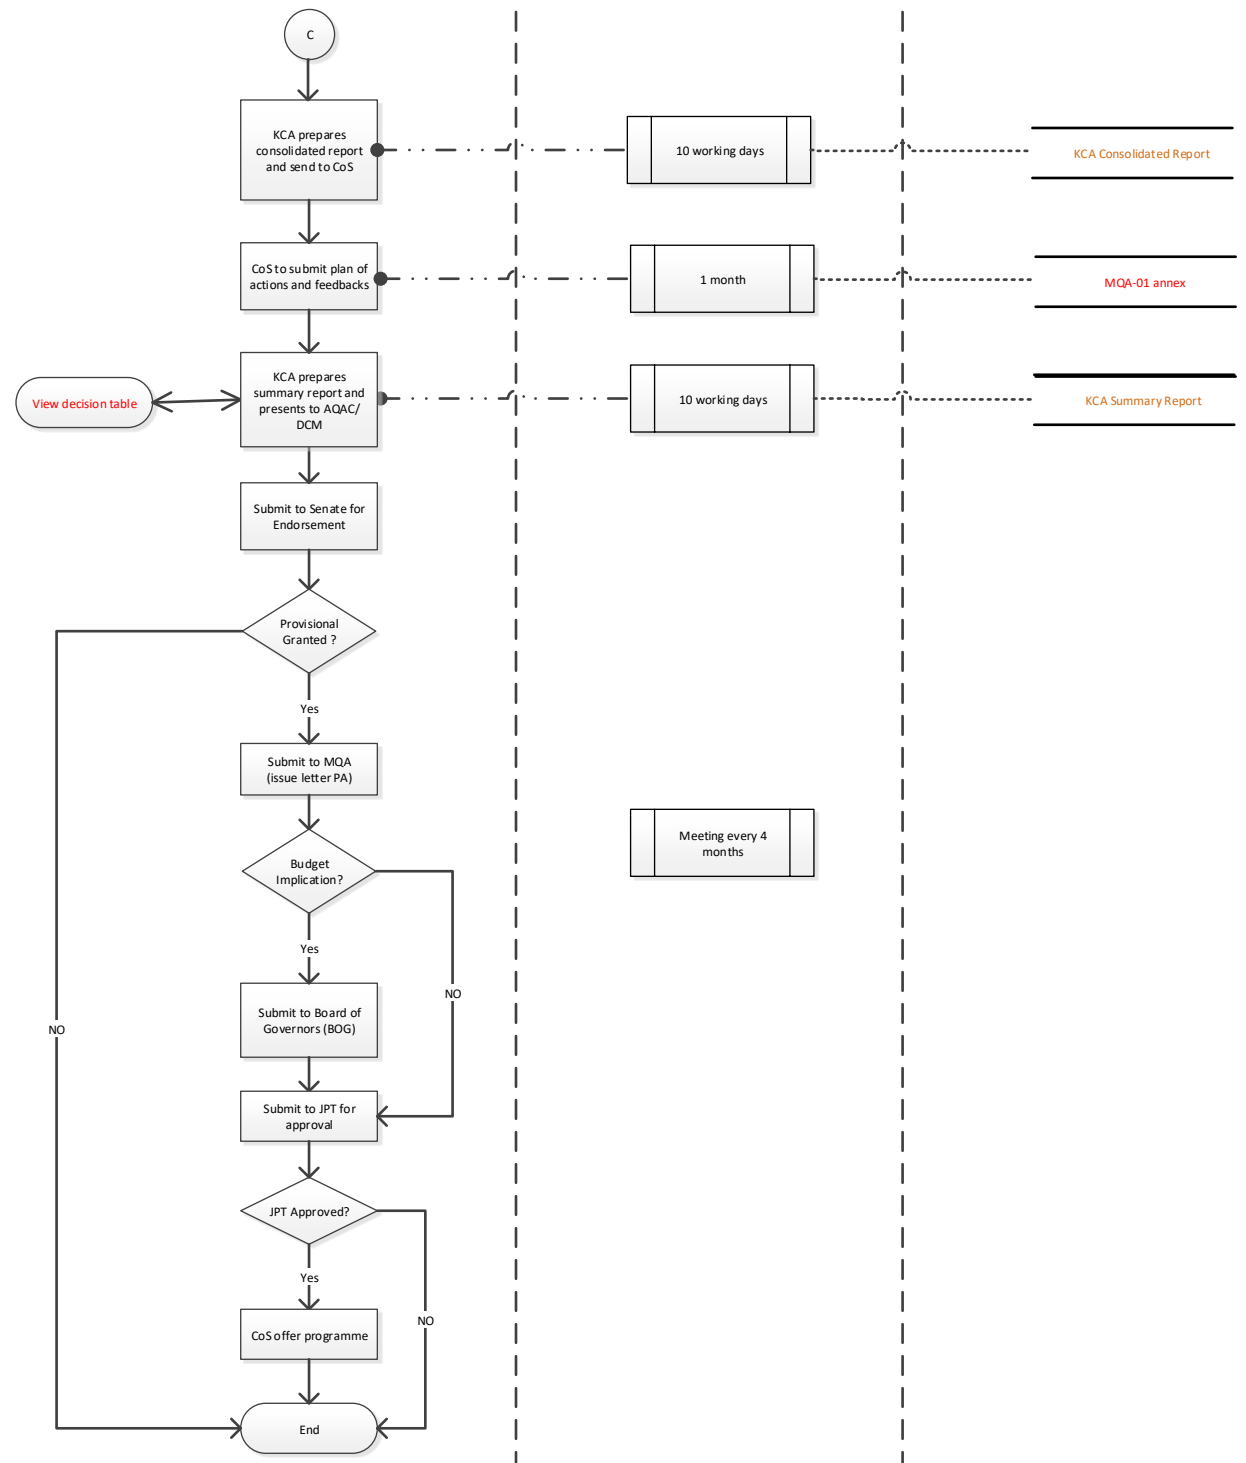 C
KCA prepares
consolidated report
and send to CoS
10 working days
KCA Consolidated Report
CoS to submit plan of
actions and feedbacks
1 month
MQA-01 annex
View decision table
KCA prepares
summary report and
presents to AQAC/
DCM
10 working days
KCA Summary Report
Submit to Senate for
Endorsement
Provisional
Granted ?
Yes
Submit to MQA
(issue letter PA)
Meeting every 4
months
Budget
Implication?
Yes
NO
Submit to Board of
Governors (BOG)
NO
Submit to JPT for
approval
JPT Approved?
Yes
NO
CoS offer programme
End